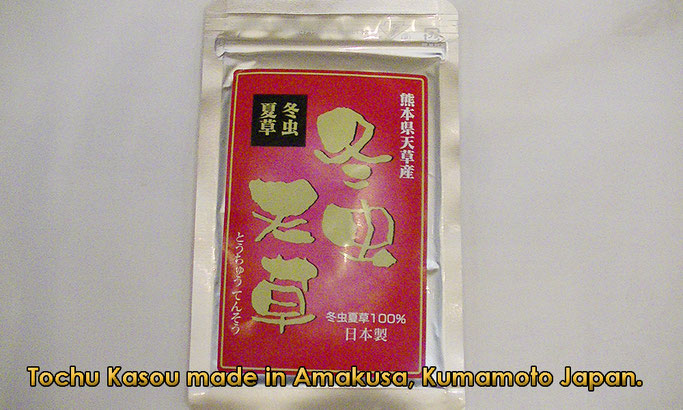 熊本県天草産
冬虫
夏草
冬虫
天草
とうちゅうてんそう
冬虫夏草100%
日本製
Tochu Kasou made in Amakusa, Kumamoto Japan.